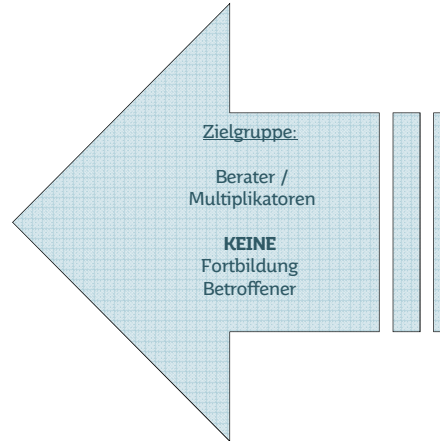 Zielgruppe:
Berater /
Multiplikatoren
KEINE
Fortbildung
Betroffener